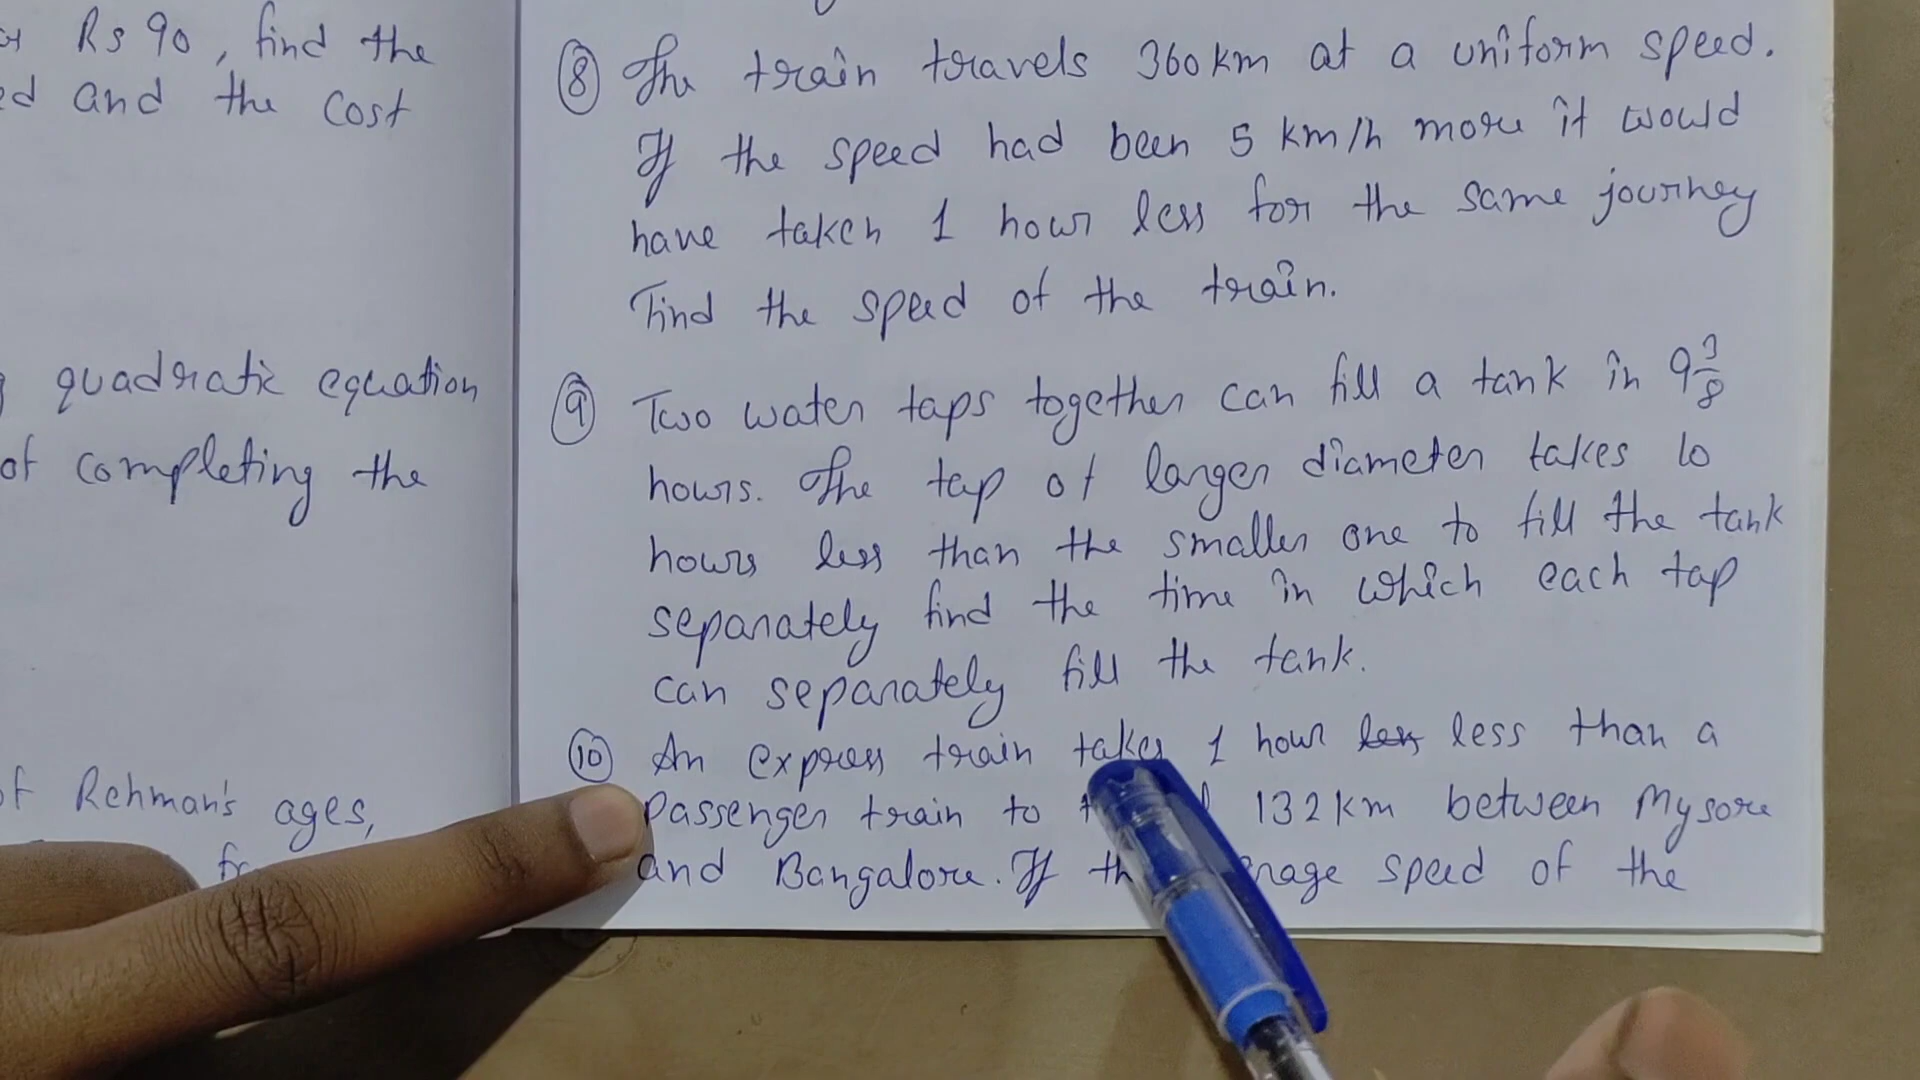 Rs 90, find the
and the cost
quadratic equation
of completing the
of Rehman's ages,
8 The train travels 360 km at a uniform speed.
If the speed had been 5 km/h more it would
have taken 1 hour less for the same journey
Find the speed of the train.
9 Two water taps together can fill a tank in 9 3/8
hours. The tap of larger diameter takes 10
hours less than the smaller one to fill the tank
separately find the time in which each tap
can separately fill the tank.
10 An express train takes 1 hour less less than a
Passenger train to 132 km between Mysore
and Bangalore. If speed of the